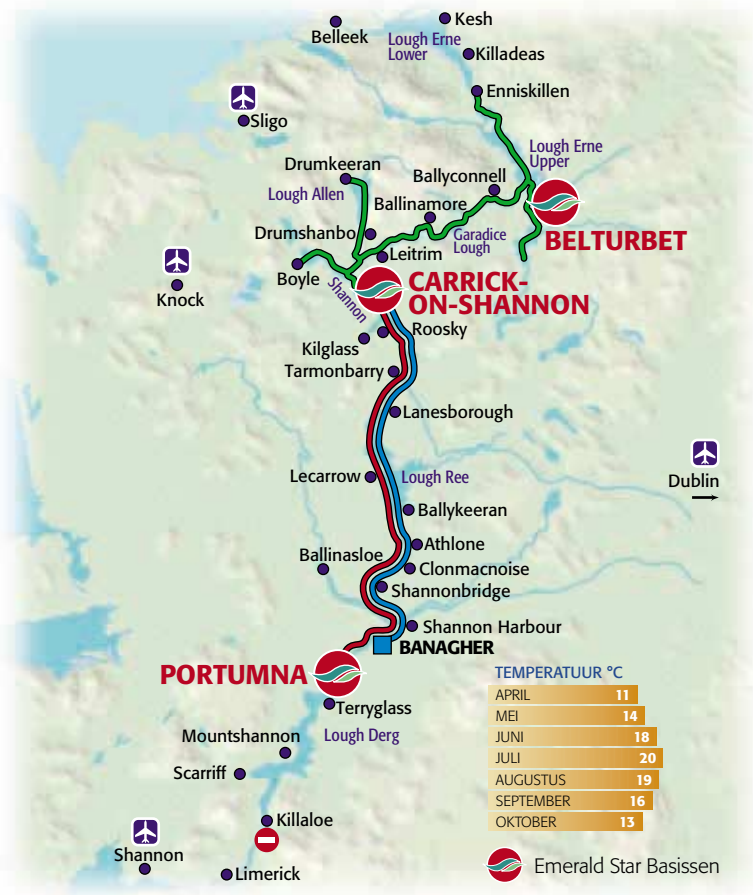 Kesh
Belleek
Lough Erne
Lower
Killadeas
Enniskillen
Sligo
Lough Erne
Upper
Drumkeeran
Ballyconnell
Lough Allen
Ballinamore
Drumshanbo
Garadice
Lough
BELTURBET
Leitrim
Boyle
Knock
Shannon
CARRICK-
ON-SHANNON
Roosky
Kilglass
Tarmonbarry
Lanesborough
Lecarrow
Lough Ree
Dublin
Ballykeeran
Athlone
Ballinasloe
Clonmacnoise
Shannonbridge
Shannon Harbour
BANAGHER
PORTUMNA
Terryglass
Mountshannon
Lough Derg
Scarriff
Killaloe
Shannon
Limerick
TEMPERATUUR °C
APRIL 11
MEI 14
JUNI 18
JULI 20
AUGUSTUS 19
SEPTEMBER 16
OKTOBER 13
Emerald Star Basissen